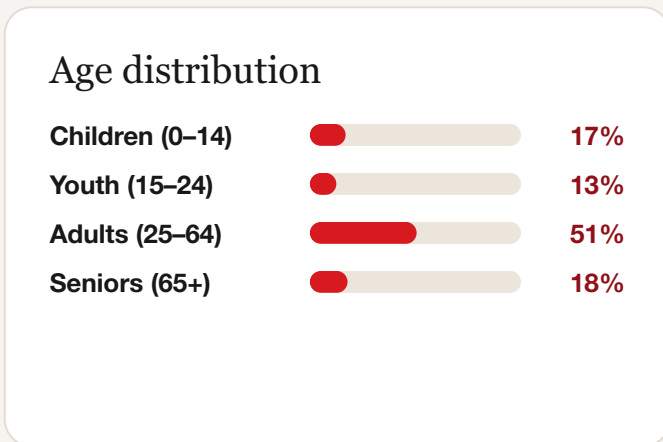 Age distribution
Children (0–14) 17%
Youth (15–24) 13%
Adults (25–64) 51%
Seniors (65+) 18%